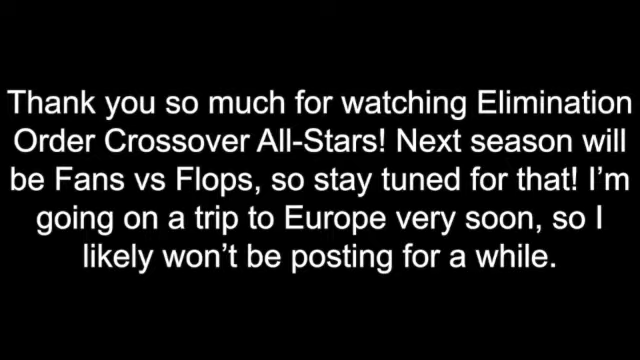 Thank you so much for watching Elimination
Order Crossover All-Stars! Next season will
be Fans vs Flops, so stay tuned for that! I’m
going on a trip to Europe very soon, so I
likely won’t be posting for a while.